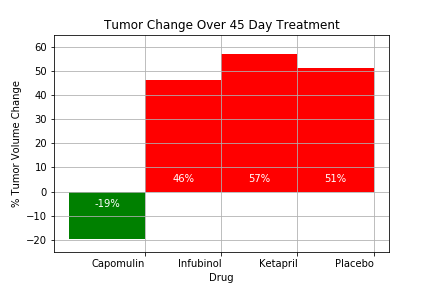 Tumor Change Over 45 Day Treatment
% Tumor Volume Change
60
50
40
30
20
10
0
−10
−20
46%
57%
51%
-19%
Capomulin
Infubinol
Ketapril
Placebo
Drug